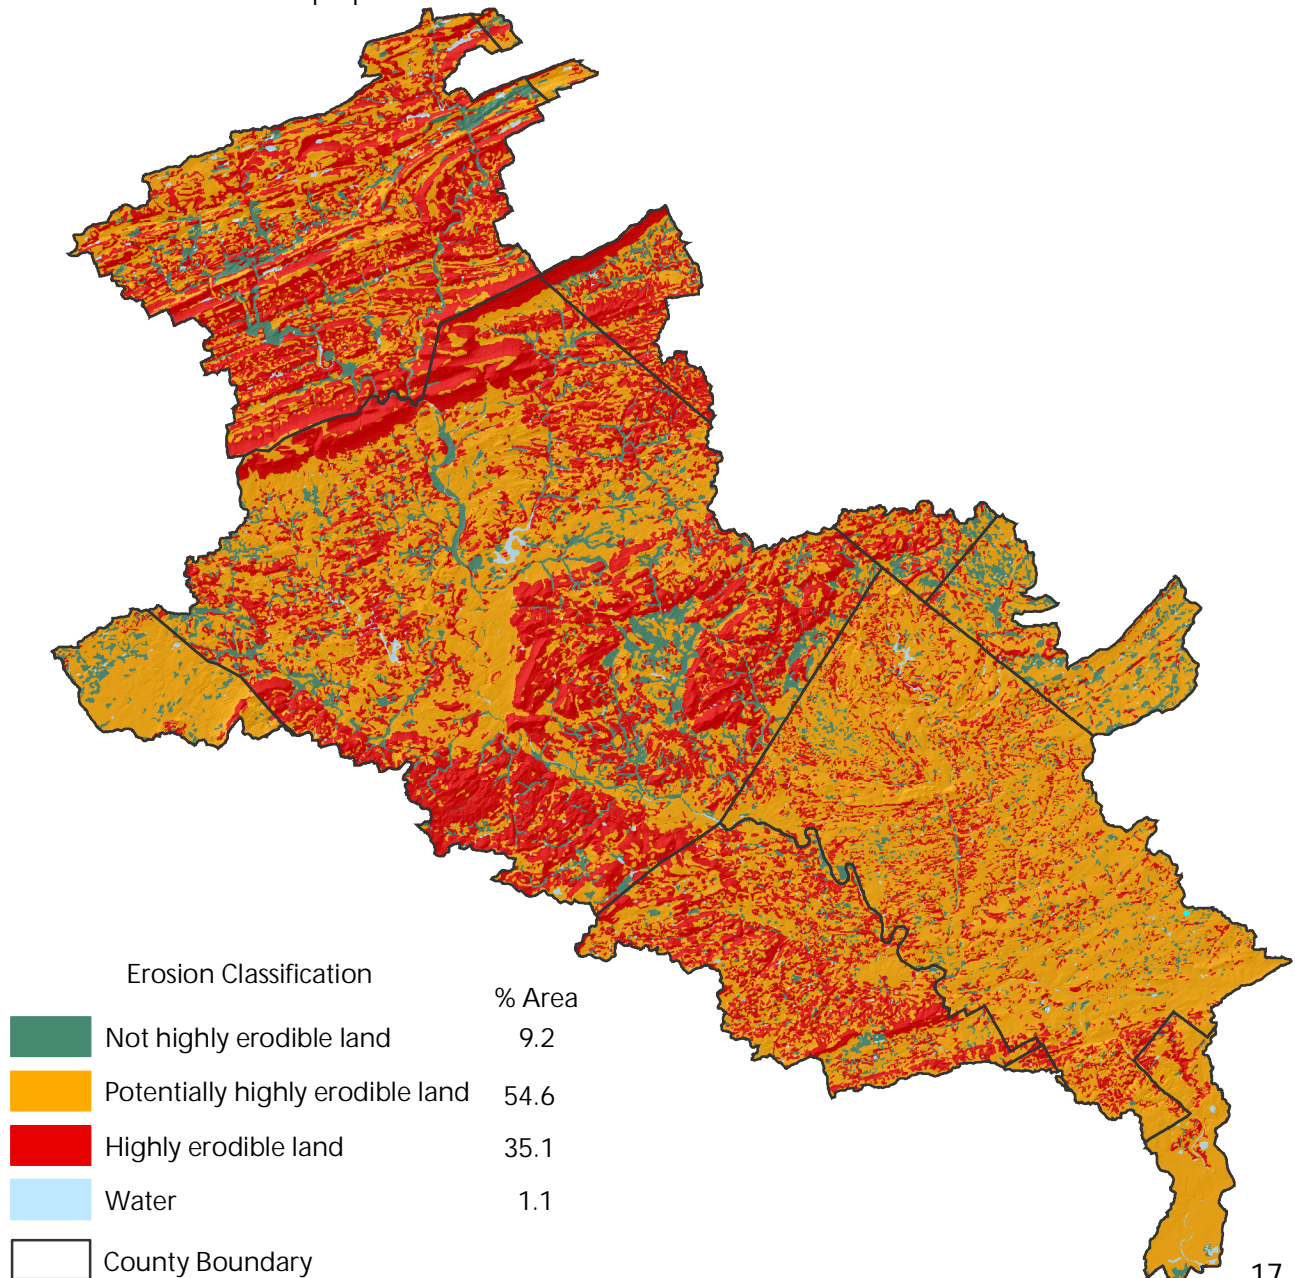 Erosion Classification
% Area
Not highly erodible land 9.2
Potentially highly erodible land 54.6
Highly erodible land 35.1
Water 1.1
County Boundary
17